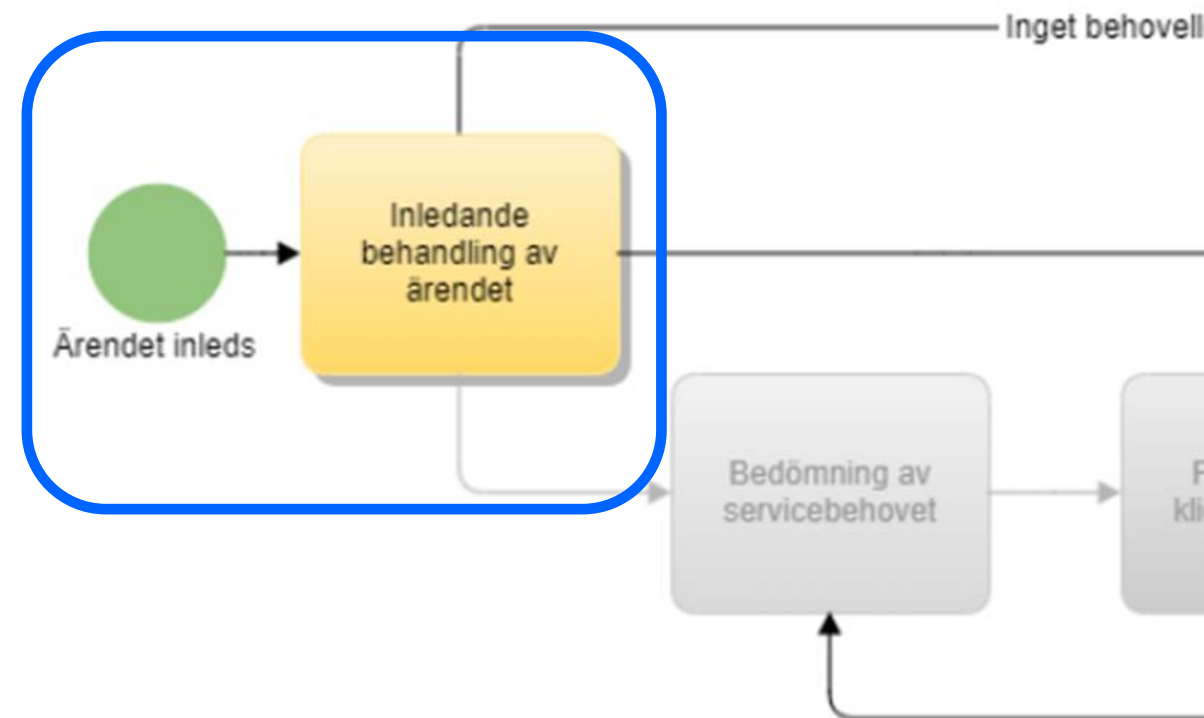 Inget behovell
Inledande
behandling av
ärendet
Ärendet inleds
Bedömning av
servicebehovet